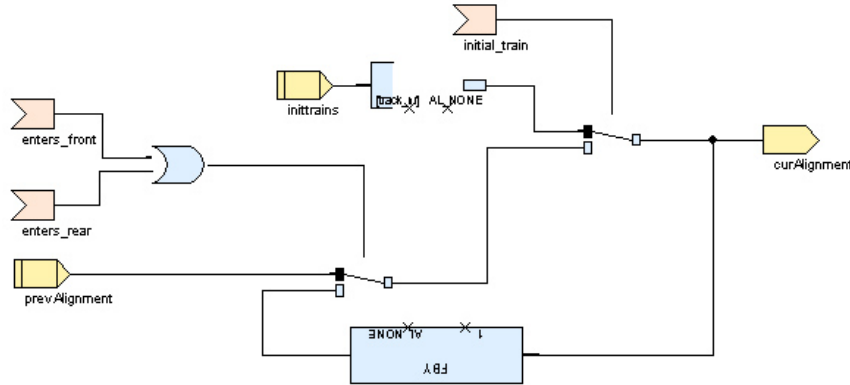 initial_train
inittrains
AL_NONE
enters_front
curAlignment
enters_rear
prevAlignment
AL_NONE
1
FBY